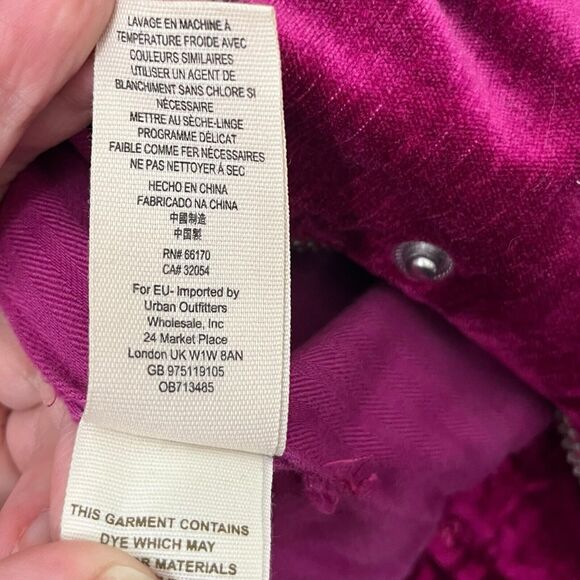 LAVAGE EN MACHINE À
TEMPÉRATURE FROIDE AVEC
COULEURS SIMILAIRES
UTILISER UN AGENT DE
BLANCHIMENT SANS CHLORE SI
NÉCESSAIRE
METTRE AU SÈCHE-LINGE
PROGRAMME DÉLICAT
FAIBLE COMME FER NÉCESSAIRES
NE PAS NETTOYER À SEC
HECHO EN CHINA
FABRICADO NA CHINA
中國制造
中国製
RN# 66170
CA# 32054
For EU- Imported by
Urban Outfitters
Wholesale, Inc
24 Market Place
London UK W1W 8AN
GB 975119105
OB713485
THIS GARMENT CONTAINS
DYE WHICH MAY
MATERIALS